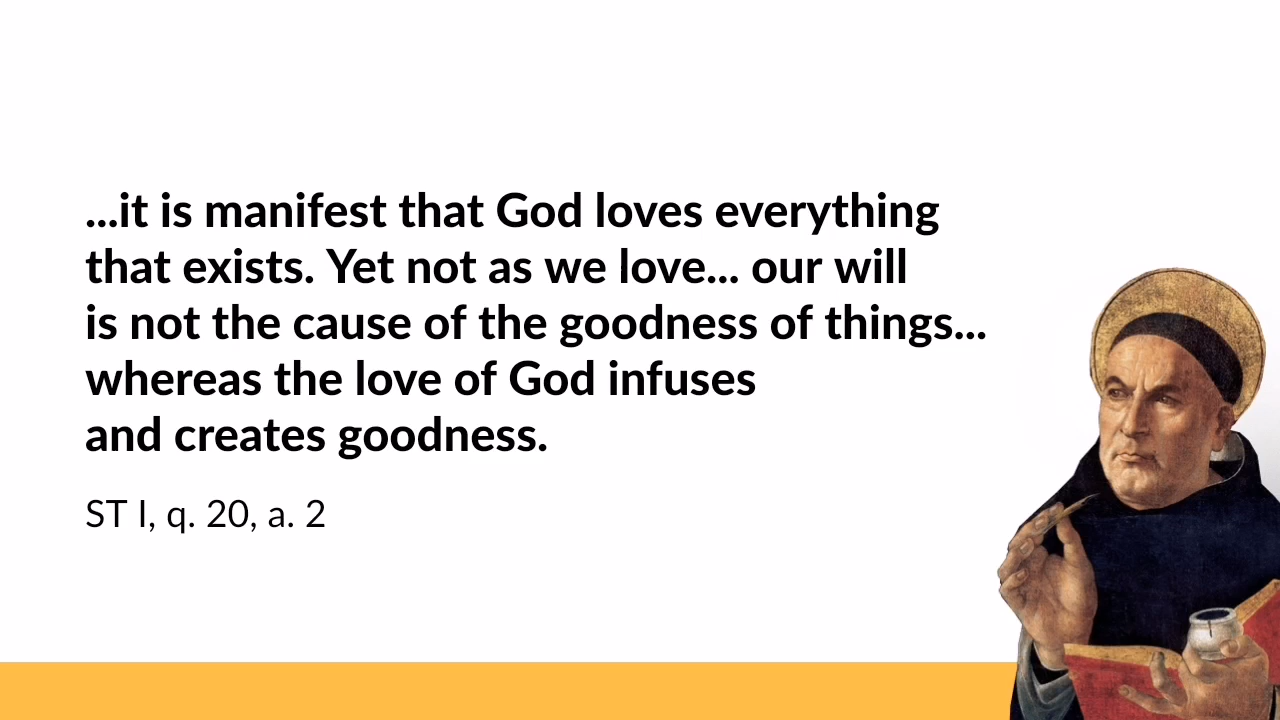 ...it is manifest that God loves everything
that exists. Yet not as we love... our will
is not the cause of the goodness of things...
whereas the love of God infuses
and creates goodness.
ST I, q. 20, a. 2